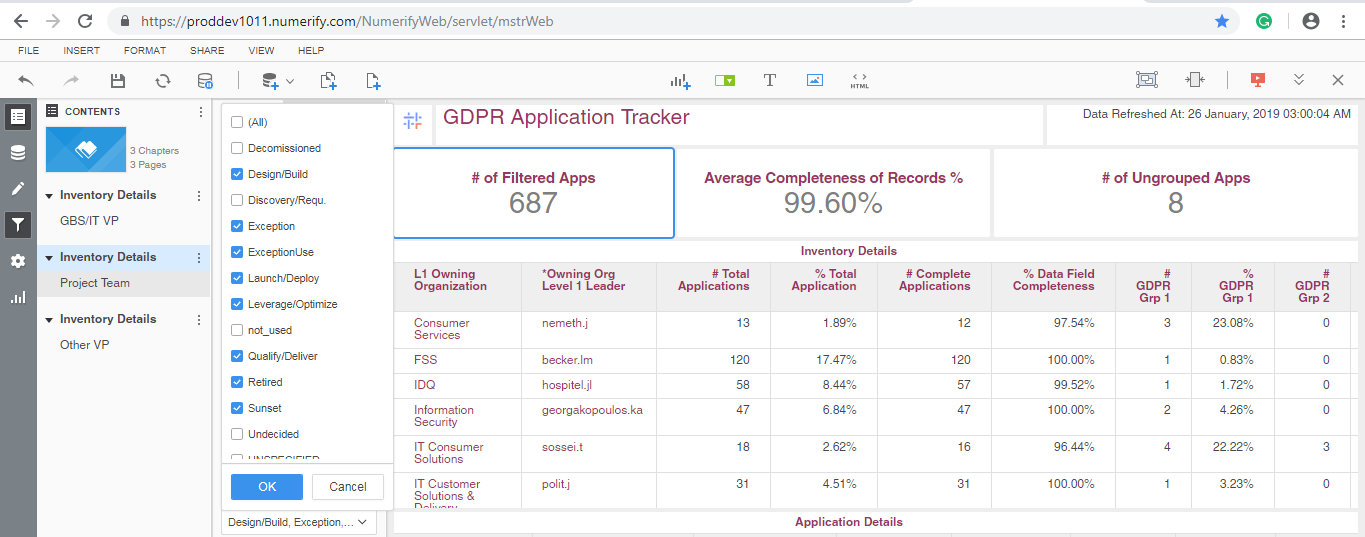 https://proddev1011.numerify.com/NumerifyWeb/servlet/mstrWeb
FILE INSERT FORMAT SHARE VIEW HELP
T
< >
HTML
CONTENTS
3 Chapters
3 Pages
Inventory Details
GBS/IT VP
Inventory Details
Project Team
Inventory Details
Other VP
(All)
Decomissioned
Design/Build
Discovery/Requ.
Exception
ExceptionUse
Launch/Deploy
Leverage/Optimize
not_used
Qualify/Deliver
Retired
Sunset
Undecided
UNSPECIFIED
OK Cancel
Design/Build, Exception,...
GDPR Application Tracker
Data Refreshed At: 26 January, 2019 03:00:04 AM
# of Filtered Apps
687
Average Completeness of Records %
99.60%
# of Ungrouped Apps
8
Inventory Details
L1 Owning *Owning Org # Total % Total # Complete % Data Field # % #
Organization Level 1 Leader Applications Application Applications Completeness GDPR GDPR GDPR
Grp 1 Grp 1 Grp 2
Consumer nemeth.j 13 1.89% 12 97.54% 3 23.08% 0
Services
FSS becker.lm 120 17.47% 120 100.00% 1 0.83% 0
IDQ hospitel.jl 58 8.44% 57 99.52% 1 1.72% 0
Information georgakopoulos.ka 47 6.84% 47 100.00% 2 4.26% 0
Security
IT Consumer sossei.t 18 2.62% 16 96.44% 4 22.22% 3
Solutions
IT Customer polit.j 31 4.51% 31 100.00% 1 3.23% 0
Solutions &
Delivery
Application Details